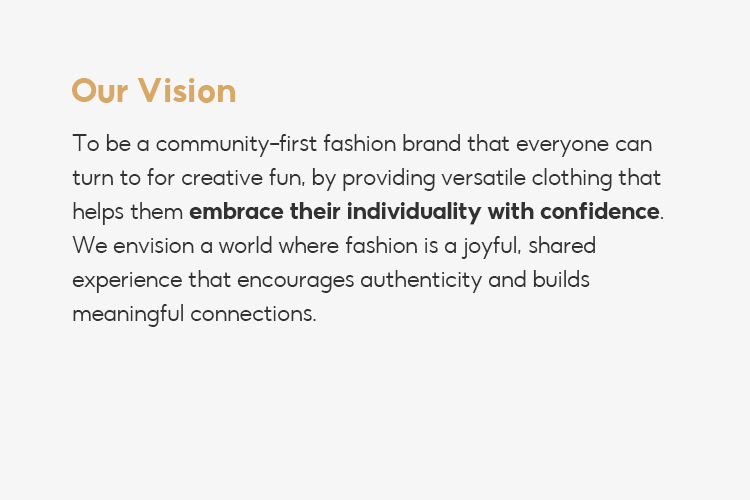 Our Vision
To be a community-first fashion brand that everyone can
turn to for creative fun, by providing versatile clothing that
helps them embrace their individuality with confidence.
We envision a world where fashion is a joyful, shared
experience that encourages authenticity and builds
meaningful connections.